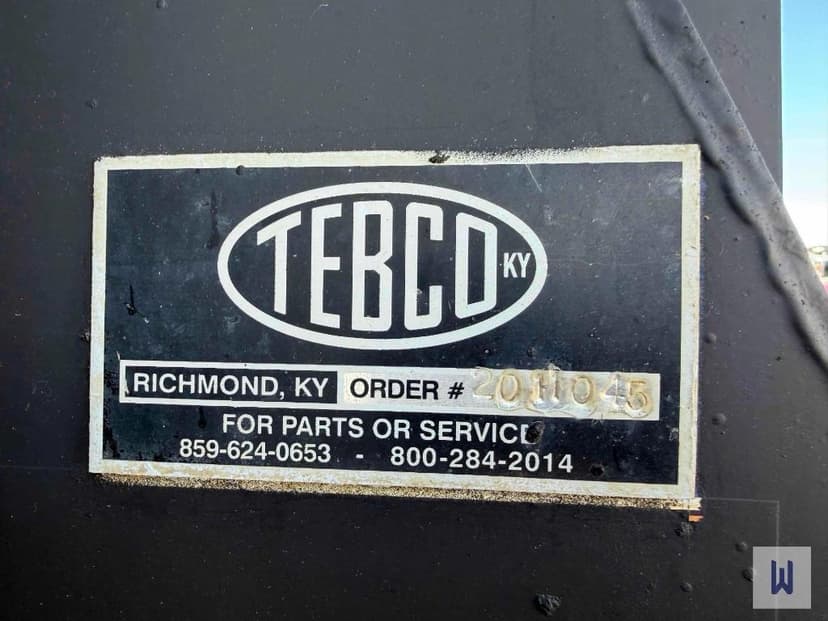 TEBCO KY
RICHMOND, KY ORDER # 2011045
FOR PARTS OR SERVICE
859-624-0653 - 800-284-2014
W